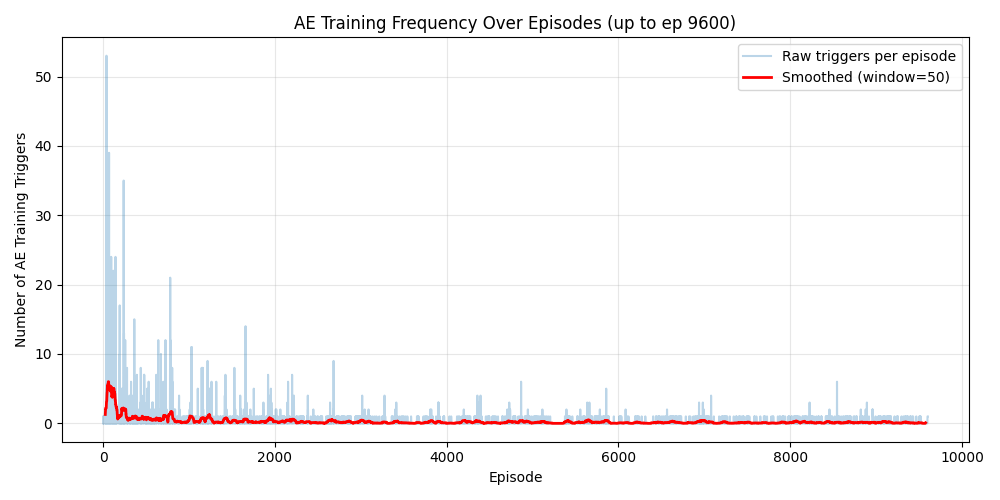 AE Training Frequency Over Episodes (up to ep 9600)
Raw triggers per episode
Smoothed (window=50)
Number of AE Training Triggers
50
40
30
20
10
0
0 2000 4000 6000 8000 10000
Episode